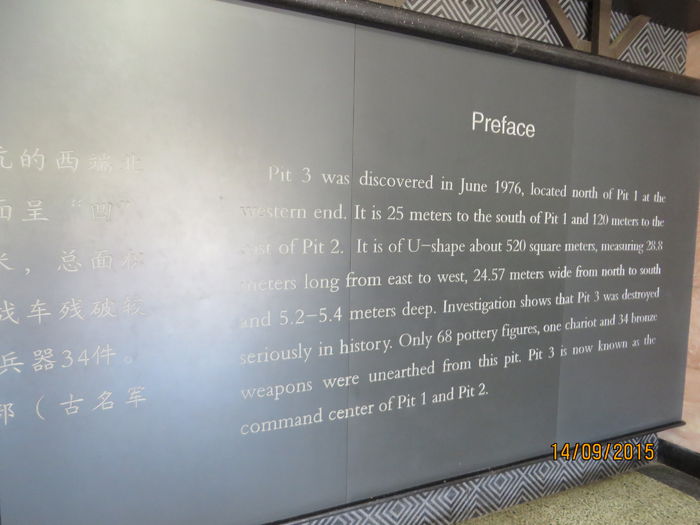 坑的西端北
面呈“凹”
米，总面积
战车残破较
兵器34件。
部（古名军
Preface
Pit 3 was discovered in June 1976, located north of Pit 1 at the
western end. It is 25 meters to the south of Pit 1 and 120 meters to the
east of Pit 2. It is of U-shape about 520 square meters, measuring 28.8
meters long from east to west, 24.57 meters wide from north to south
and 5.2-5.4 meters deep. Investigation shows that Pit 3 was destroyed
seriously in history. Only 68 pottery figures, one chariot and 34 bronze
weapons were unearthed from this pit. Pit 3 is now known as the
command center of Pit 1 and Pit 2.
14/09/2015